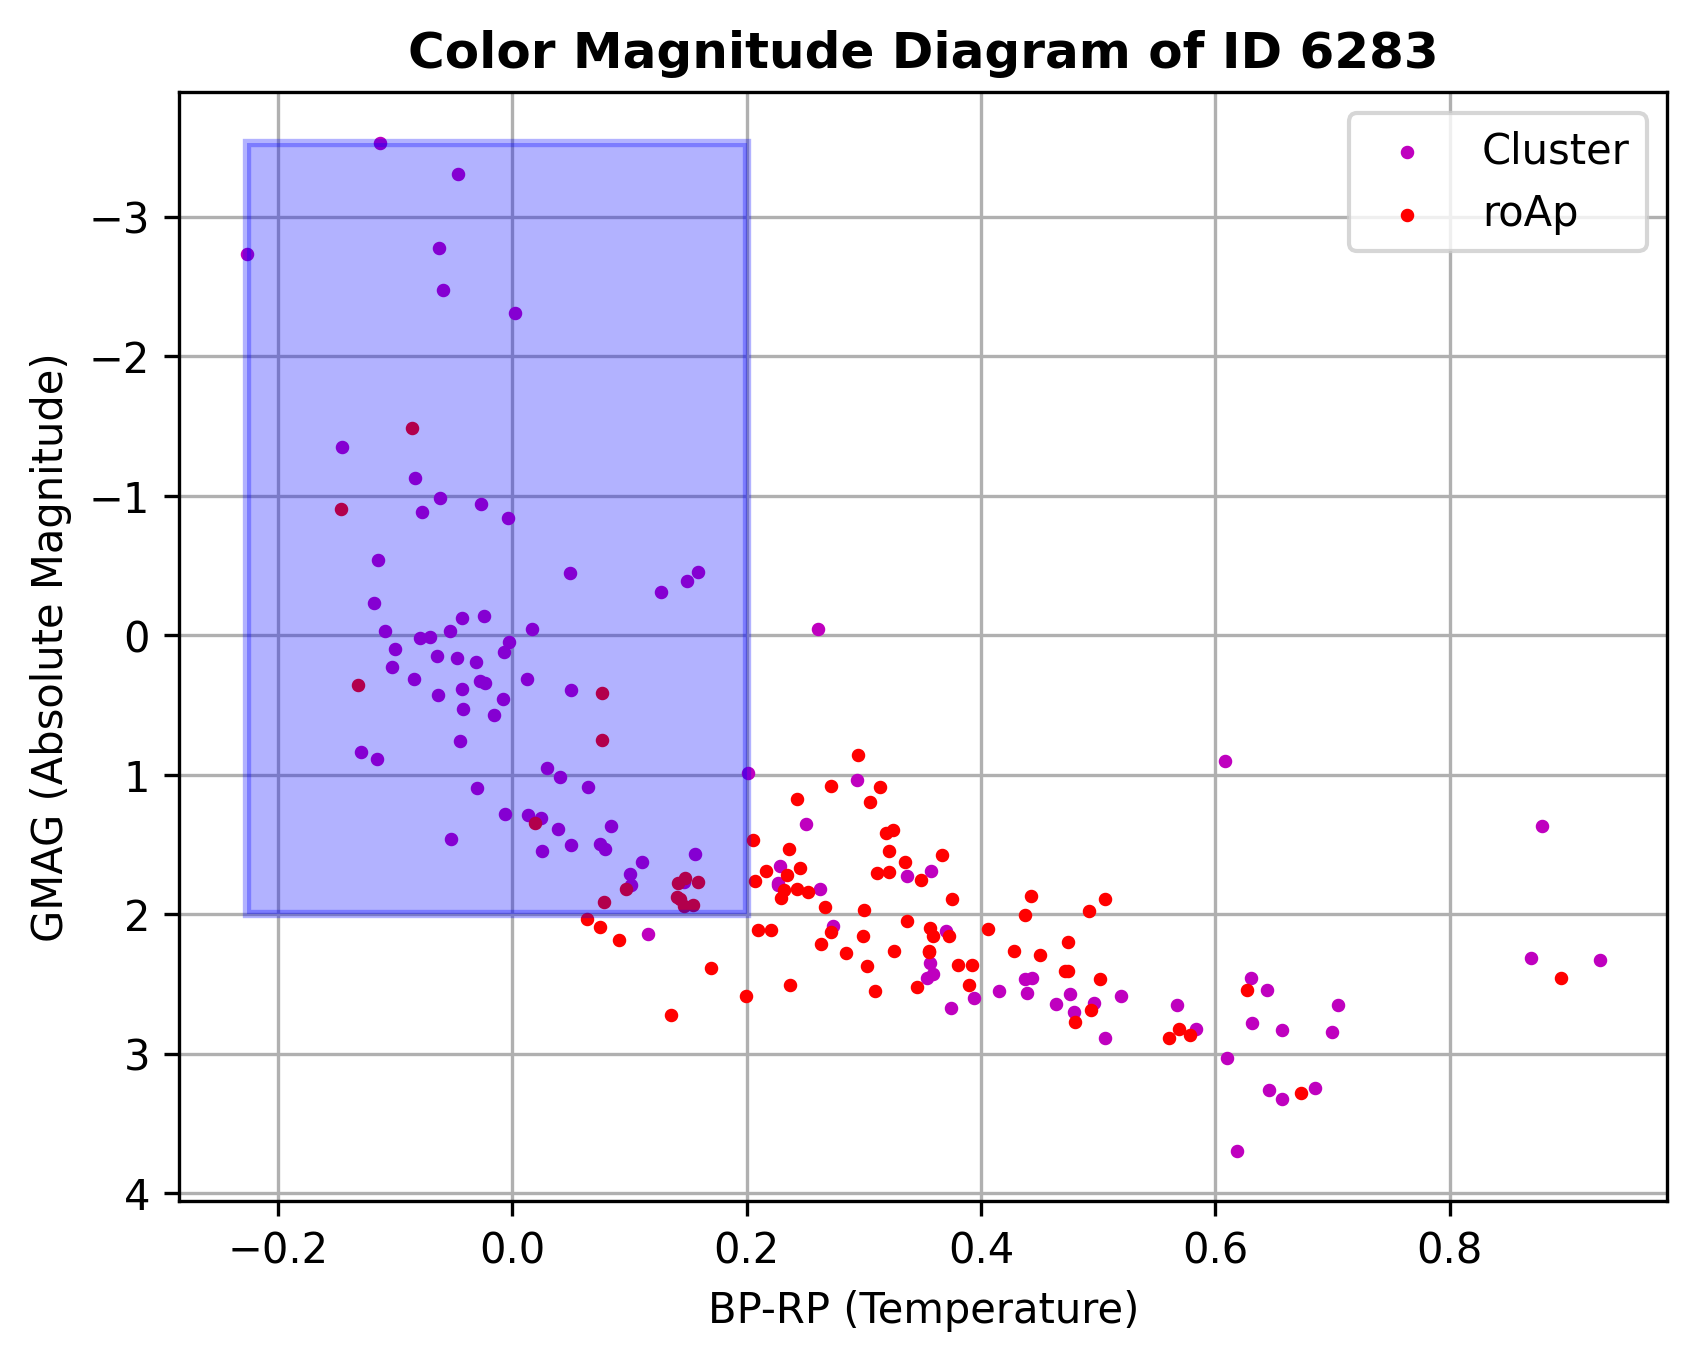 Color Magnitude Diagram of ID 6283
Cluster
roAp
−3
−2
−1
0
1
2
3
4
GMAG (Absolute Magnitude)
−0.2 0.0 0.2 0.4 0.6 0.8
BP-RP (Temperature)